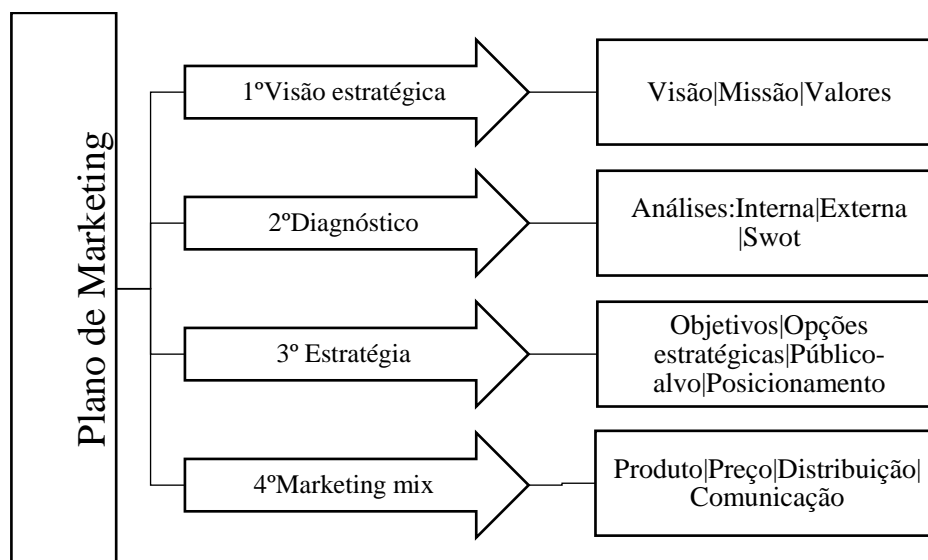 Plano de Marketing
1ºVisão estratégica
Visão|Missão|Valores
2ºDiagnóstico
Análises:Interna|Externa
|Swot
3º Estratégia
Objetivos|Opções
estratégicas|Público-
alvo|Posicionamento
4ºMarketing mix
Produto|Preço|Distribuição|
Comunicação